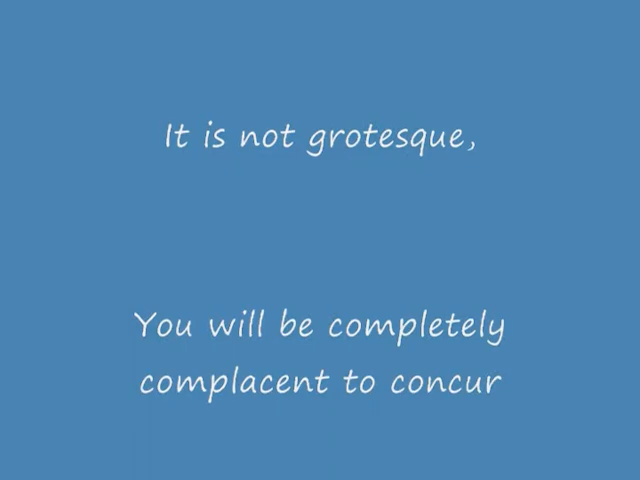 It is not grotesque,
You will be completely
complacent to concur